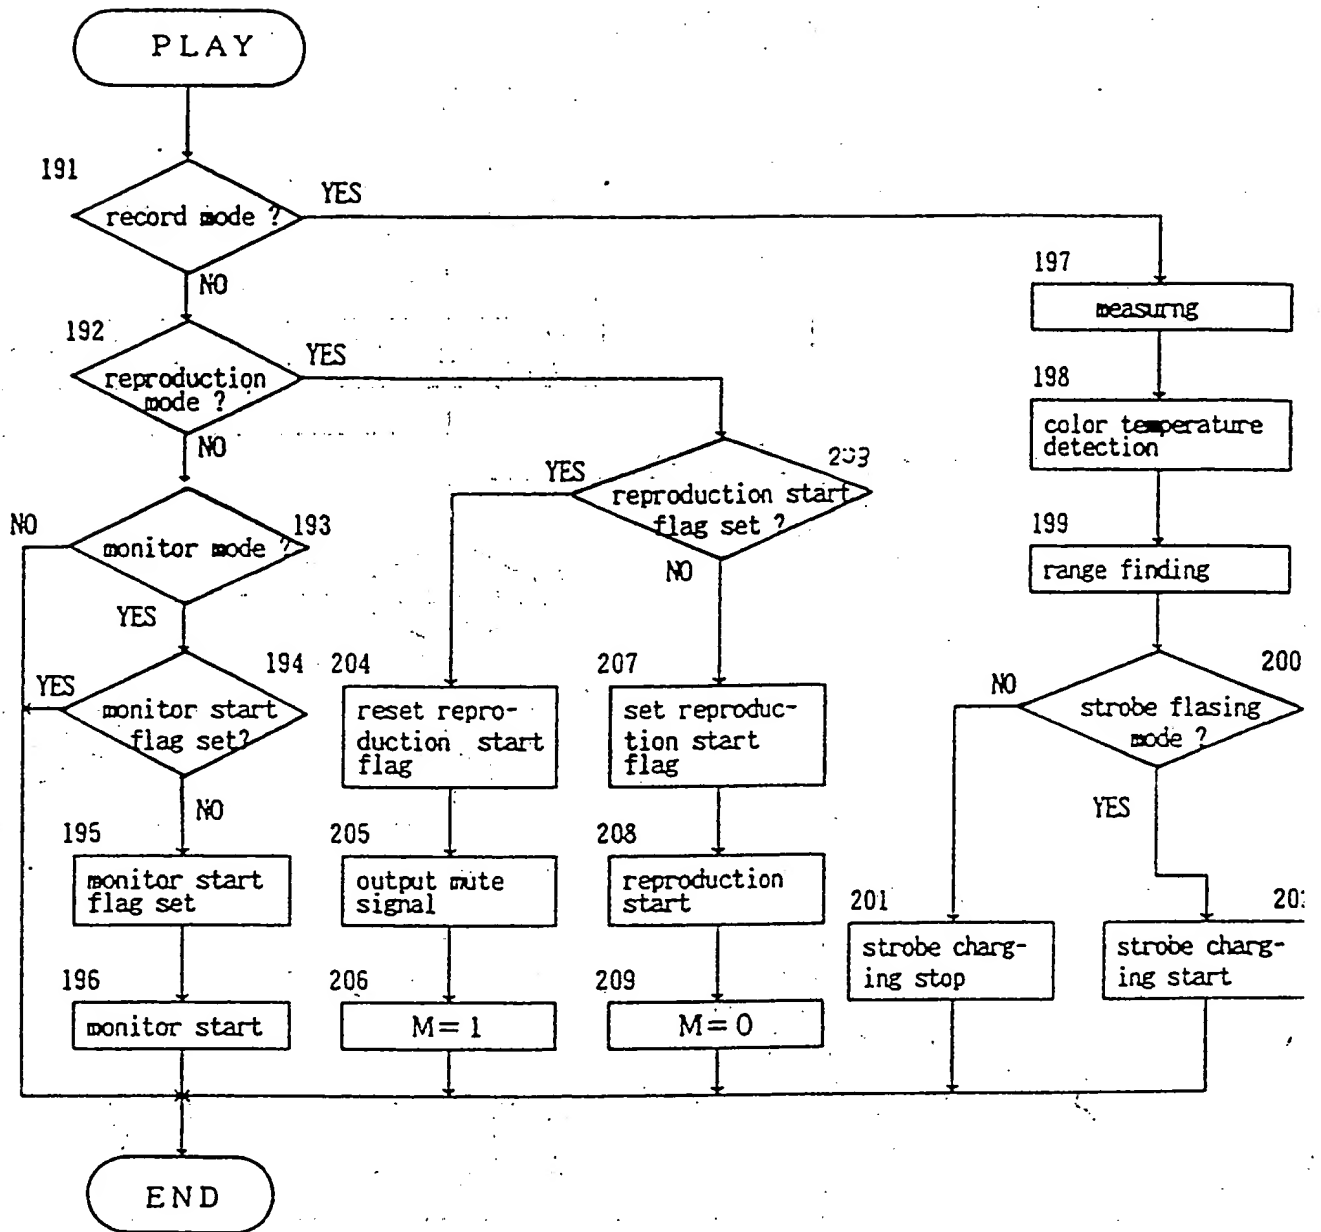 PLAY
191
record mode ?
YES
NO
192
reproduction
mode ?
YES
NO
193
monitor mode ?
NO
YES
194
monitor start
flag set?
YES
NO
195
monitor start
flag set
196
monitor start
203
reproduction start
flag set ?
YES
NO
204
reset repro-
duction start
flag
205
output mute
signal
206
M=1
207
set reproduc-
tion start
flag
208
reproduction
start
209
M=0
197
measurng
198
color temperature
detection
199
range finding
200
strobe flasing
mode ?
NO
YES
201
strobe charg-
ing stop
strobe charg-
ing start
END